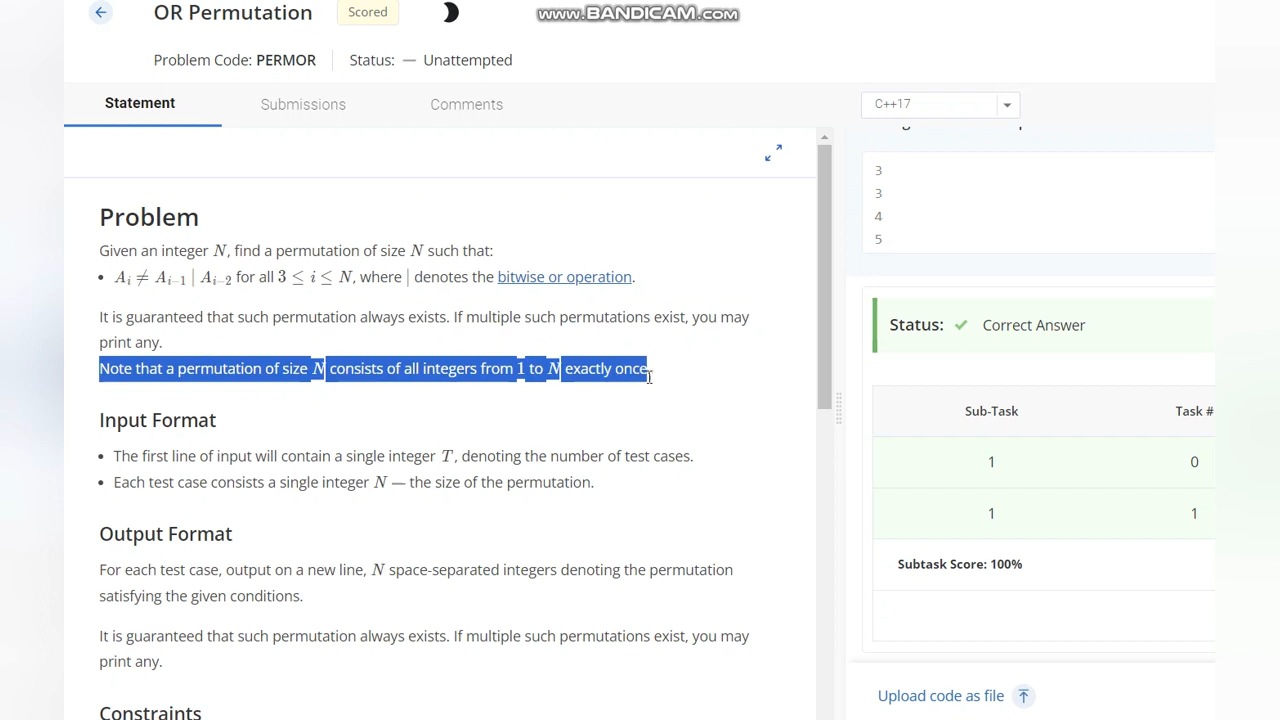 OR Permutation
Scored
www.BANDICAM.com
Problem Code: PERMOR
Status: — Unattempted
Statement
Submissions
Comments
C++17
Problem
Given an integer N, find a permutation of size N such that:
• A_i ≠ A_{i−1} | A_{i−2} for all 3 ≤ i ≤ N, where | denotes the bitwise or operation.
It is guaranteed that such permutation always exists. If multiple such permutations exist, you may
print any.
Note that a permutation of size N consists of all integers from 1 to N exactly once
Input Format
• The first line of input will contain a single integer T, denoting the number of test cases.
• Each test case consists a single integer N — the size of the permutation.
Output Format
For each test case, output on a new line, N space-separated integers denoting the permutation
satisfying the given conditions.
It is guaranteed that such permutation always exists. If multiple such permutations exist, you may
print any.
Constraints
3
3
4
5
Status: ✓ Correct Answer
Sub-Task
Task #
1
0
1
1
Subtask Score: 100%
Upload code as file